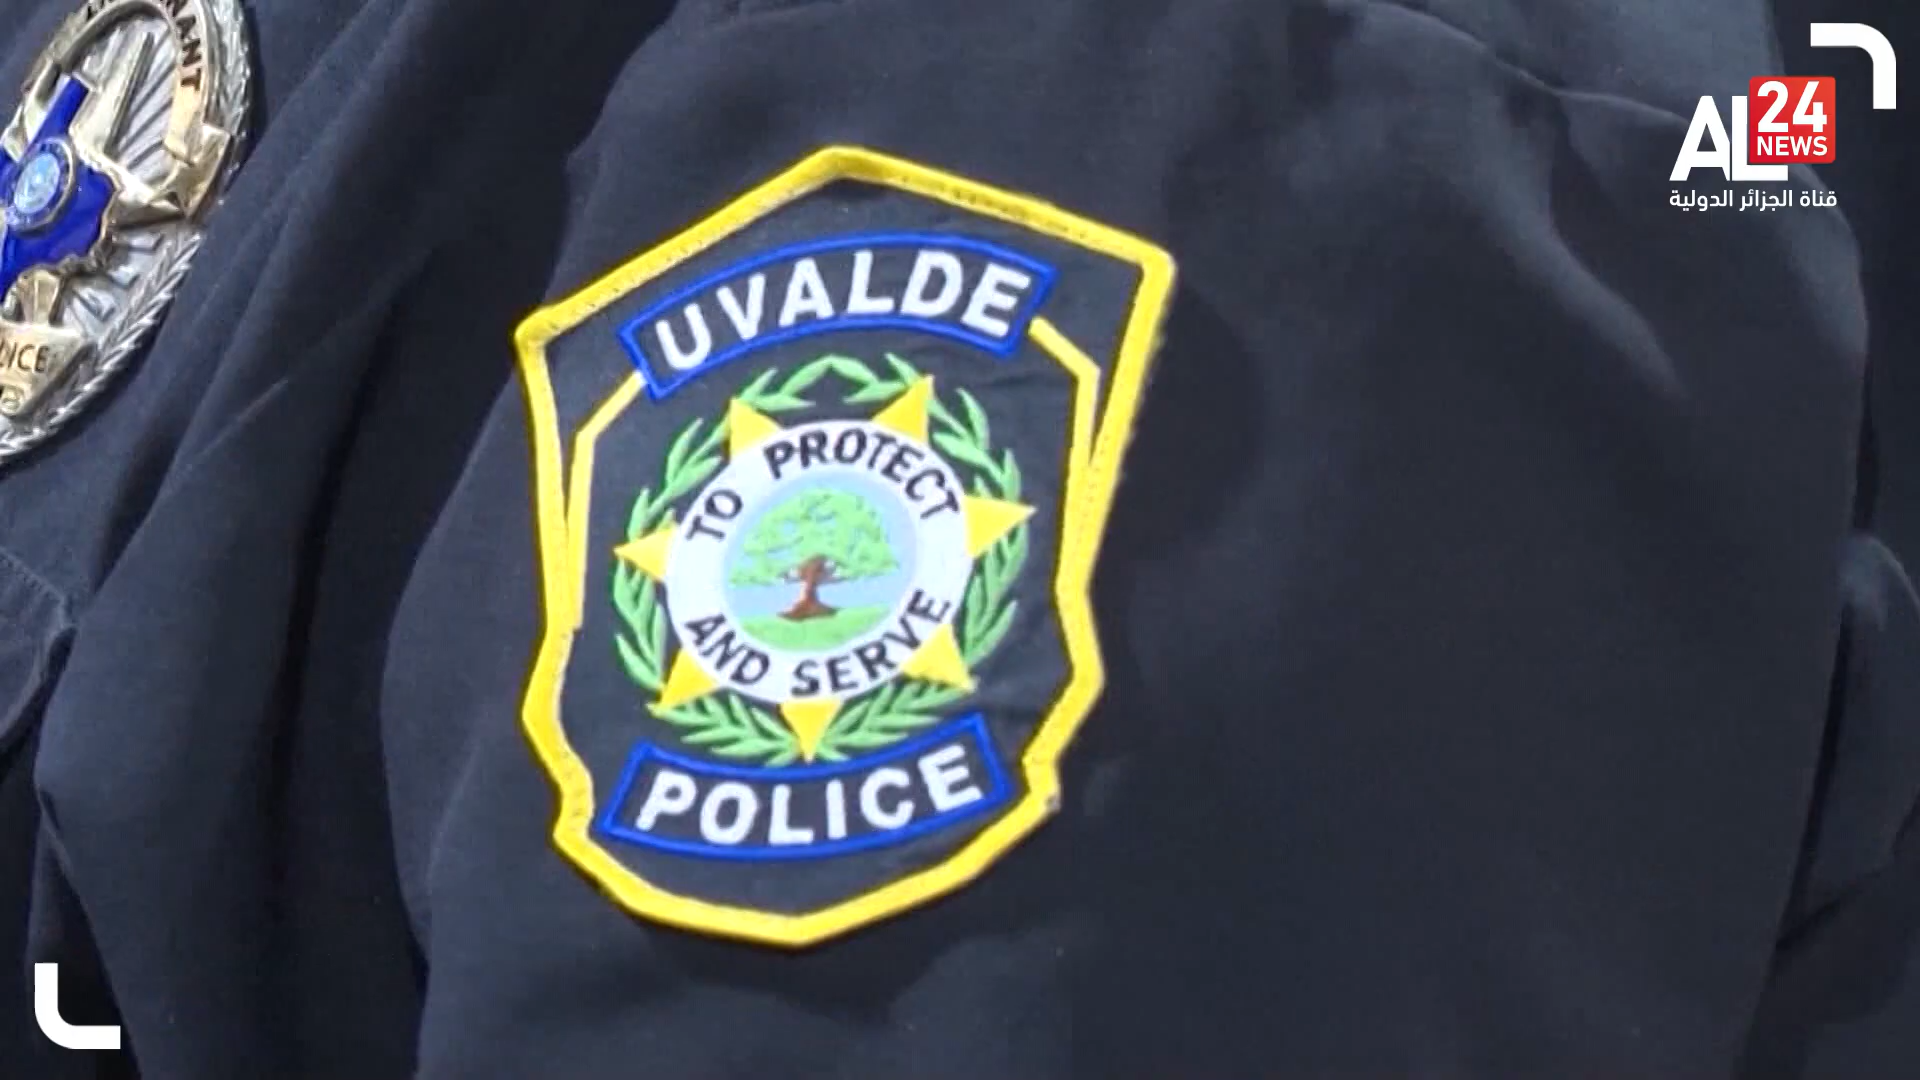 AL
24
NEWS
قناة الجزائر الدولية
UVALDE
TO PROTECT
AND SERVE
POLICE